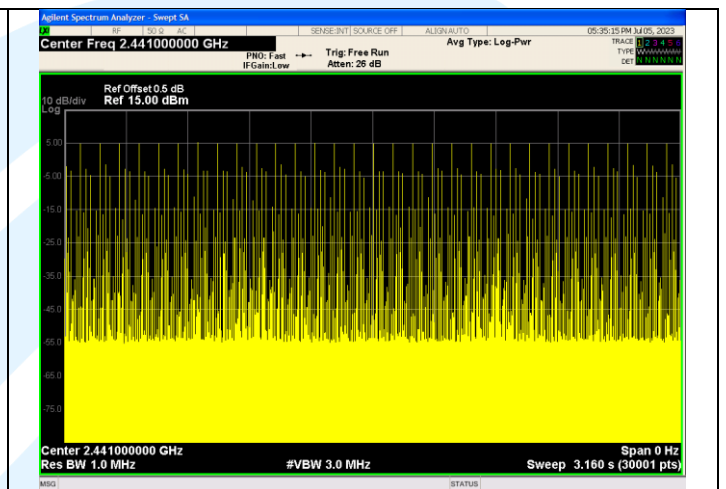 Agilent Spectrum Analyzer - Swept SA
RF 50 Ω AC SENSE:INT SOURCE OFF ALIGN AUTO 05:35:15 PM Jul 05, 2023
Center Freq 2.441000000 GHz
PNO: Fast
IFGain:Low
Trig: Free Run
Atten: 26 dB
Avg Type: Log-Pwr
TRACE 1 2 3 4 5 6
TYPE
DET N N N N N N
Ref Offset 0.5 dB
10 dB/div Ref 15.00 dBm
Log
5.00
-5.00
-15.0
-25.0
-35.0
-45.0
-55.0
-65.0
-75.0
Center 2.441000000 GHz Span 0 Hz
Res BW 1.0 MHz #VBW 3.0 MHz Sweep 3.160 s (30001 pts)
MSG STATUS